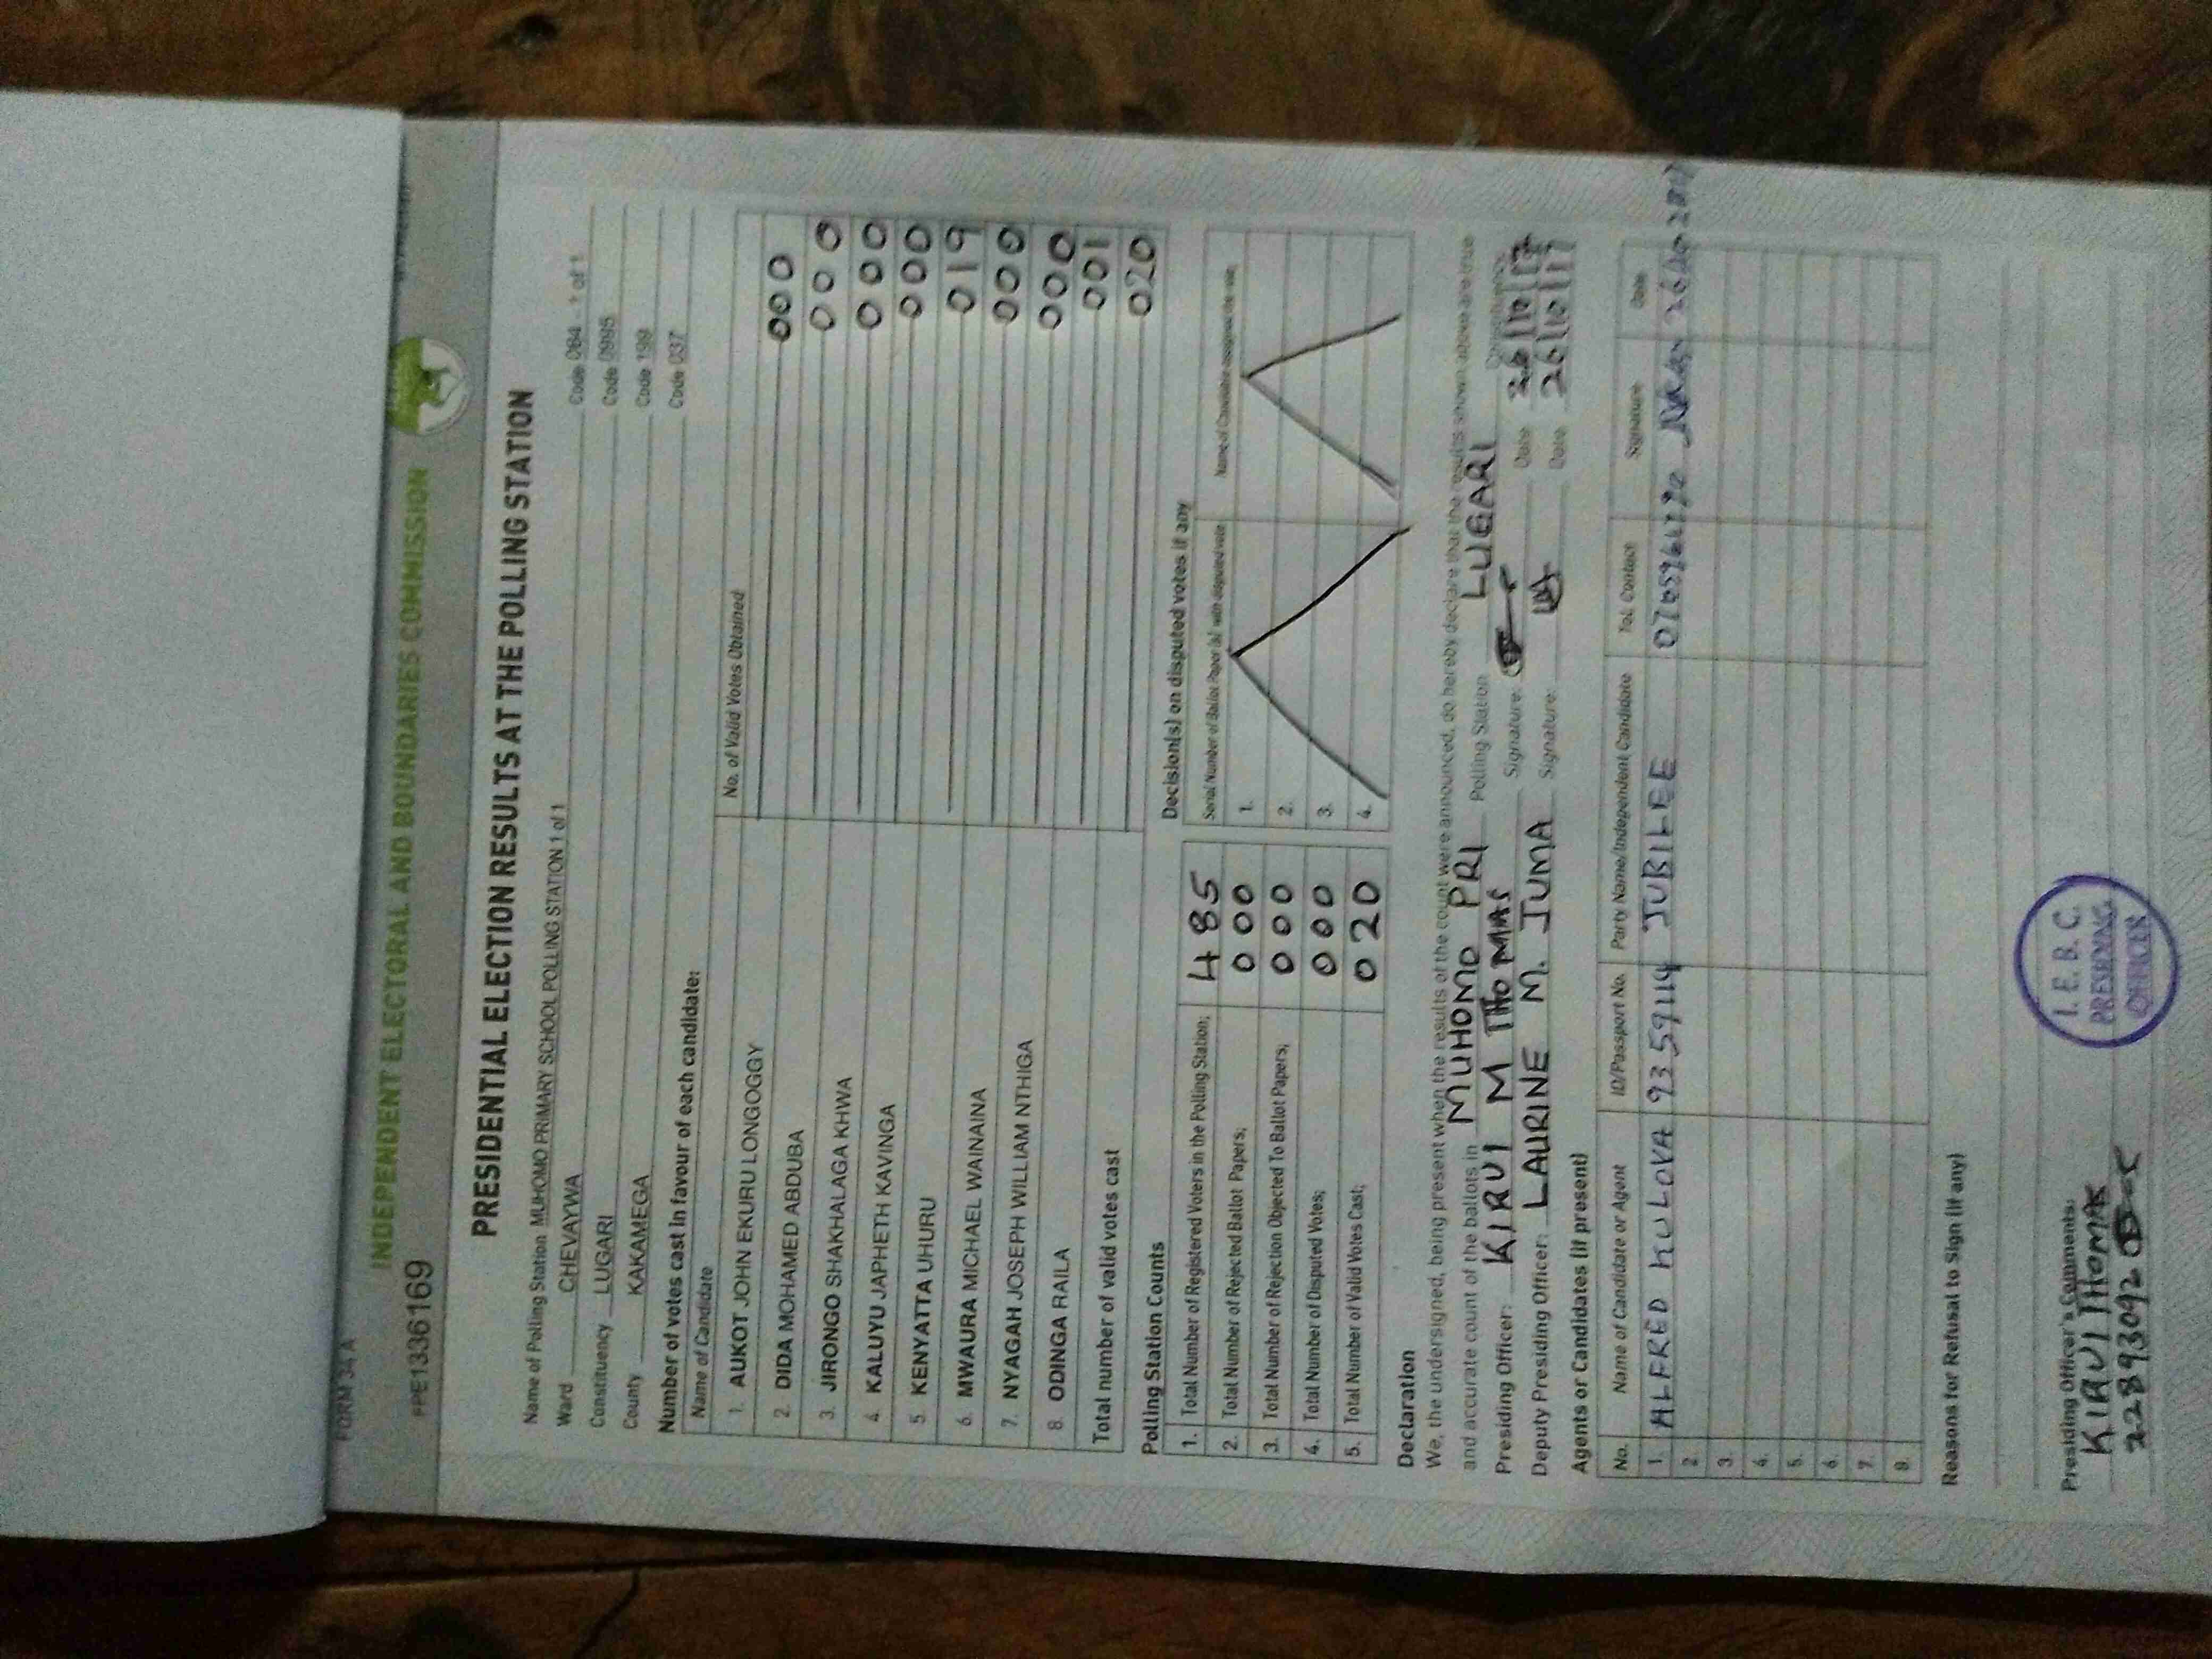 FORM 34 A
INDEPENDENT ELECTORAL AND BOUNDARIES COMMISSION
PPE1336169
PRESIDENTIAL ELECTION RESULTS AT THE POLLING STATION
Name of Polling Station MUHOMO PRIMARY SCHOOL POLLING STATION 1 of 1 Code 084 - 1 of 1
Ward CHEVAYWA Code 0995
Constituency LUGARI Code 199
County KAKAMEGA Code 037
Number of votes cast in favour of each candidate:
Name of Candidate No. of Valid Votes Obtained
1. AUKOT JOHN EKURU LONGOGGY 000
2. DIDA MOHAMED ABDUBA 000
3. JIRONGO SHAKHALAGA KHWA 000
4. KALUYU JAPHETH KAVINGA 000
5. KENYATTA UHURU 019
6. MWAURA MICHAEL WAINAINA 000
7. NYAGAH JOSEPH WILLIAM NTHIGA 000
8. ODINGA RAILA 001
Total number of valid votes cast 020
Polling Station Counts
1. Total Number of Registered Voters in the Polling Station; 485
2. Total Number of Rejected Ballot Papers; 000
3. Total Number of Rejection Objected To Ballot Papers; 000
4. Total Number of Disputed Votes; 000
5. Total Number of Valid Votes Cast; 020
Decision(s) on disputed votes if any
Serial Number of Ballot Paper (s) with disputed vote Name of Candidate assigned the vote
1.
2.
3.
4.
Declaration
We, the undersigned, being present when the results of the count were announced, do hereby declare that the results shown above are true
and accurate count of the ballots in MUHOMO PRI Polling Station LUGARI Constituency
Presiding Officer: KIRUI M THOMAS Signature: Date 26/10/17
Deputy Presiding Officer: LAURINE M. JUMA Signature: Date 26/10/17
Agents or Candidates (if present)
No. Name of Candidate or Agent ID/Passport No. Party Name/Independent Candidate Tel. Contact Signature Date
1. ALFRED KULOVA 9359114 JUBILEE
2.
3.
4.
5.
6.
7.
8.
Reasons for Refusal to Sign (if any)
Presiding Officer's Comments:
KIRUI THOMAS
22893092
I. E. B. C.
PRESIDING
OFFICER